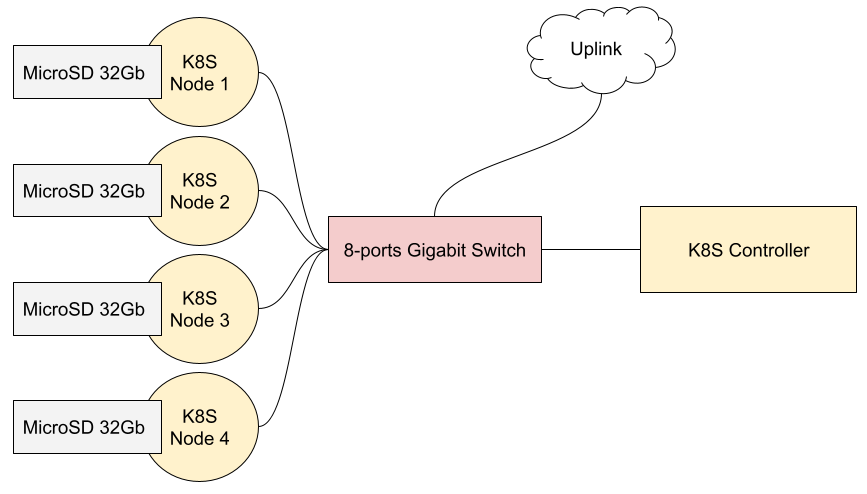 MicroSD 32Gb
K8S
Node 1
Uplink
MicroSD 32Gb
K8S
Node 2
8-ports Gigabit Switch
K8S Controller
MicroSD 32Gb
K8S
Node 3
MicroSD 32Gb
K8S
Node 4